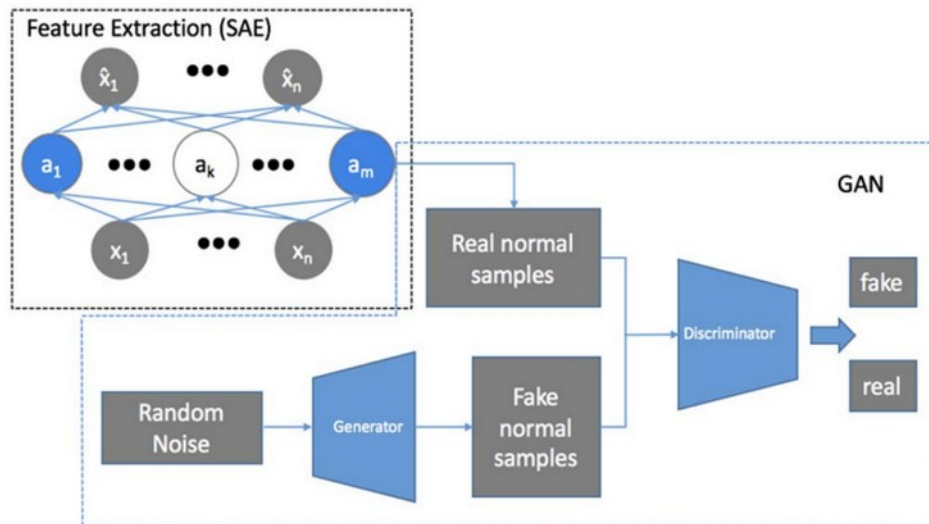 Feature Extraction (SAE)
x̂₁ ••• x̂ₙ
a₁ ••• aₖ ••• aₘ
x₁ ••• xₙ
GAN
Real normal
samples
Discriminator
fake
real
Random
Noise
Generator
Fake
normal
samples